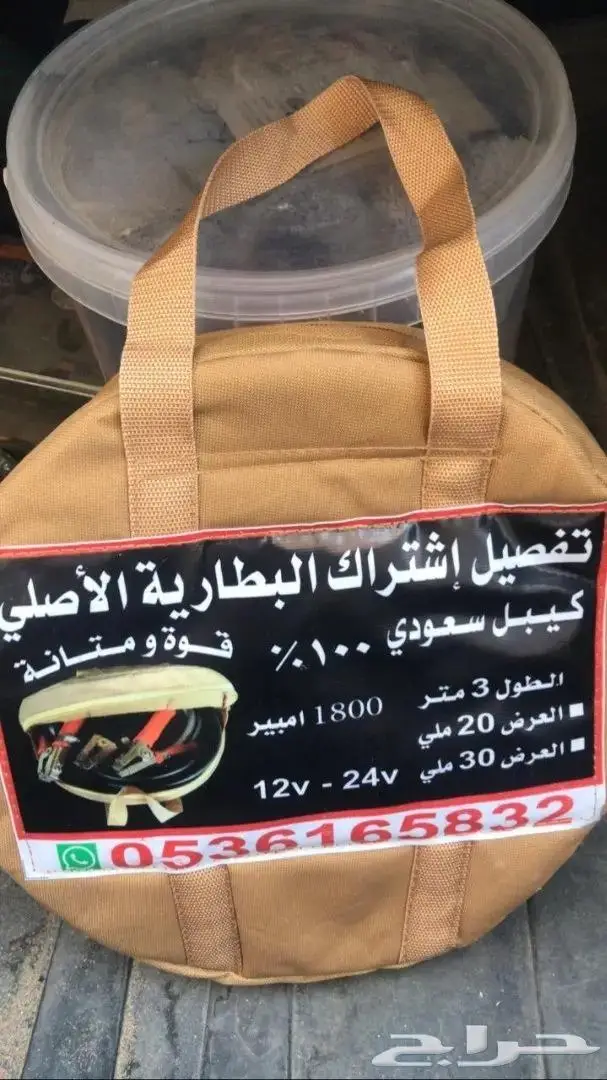 تفصيل إشتراك البطارية الأصلي
كيبل سعودي ١٠٠٪ قوة ومتانة
الطول 3 متر 1800 امبير
■ العرض 20 ملي
■ العرض 30 ملي 12v - 24v
0536165832
حراج